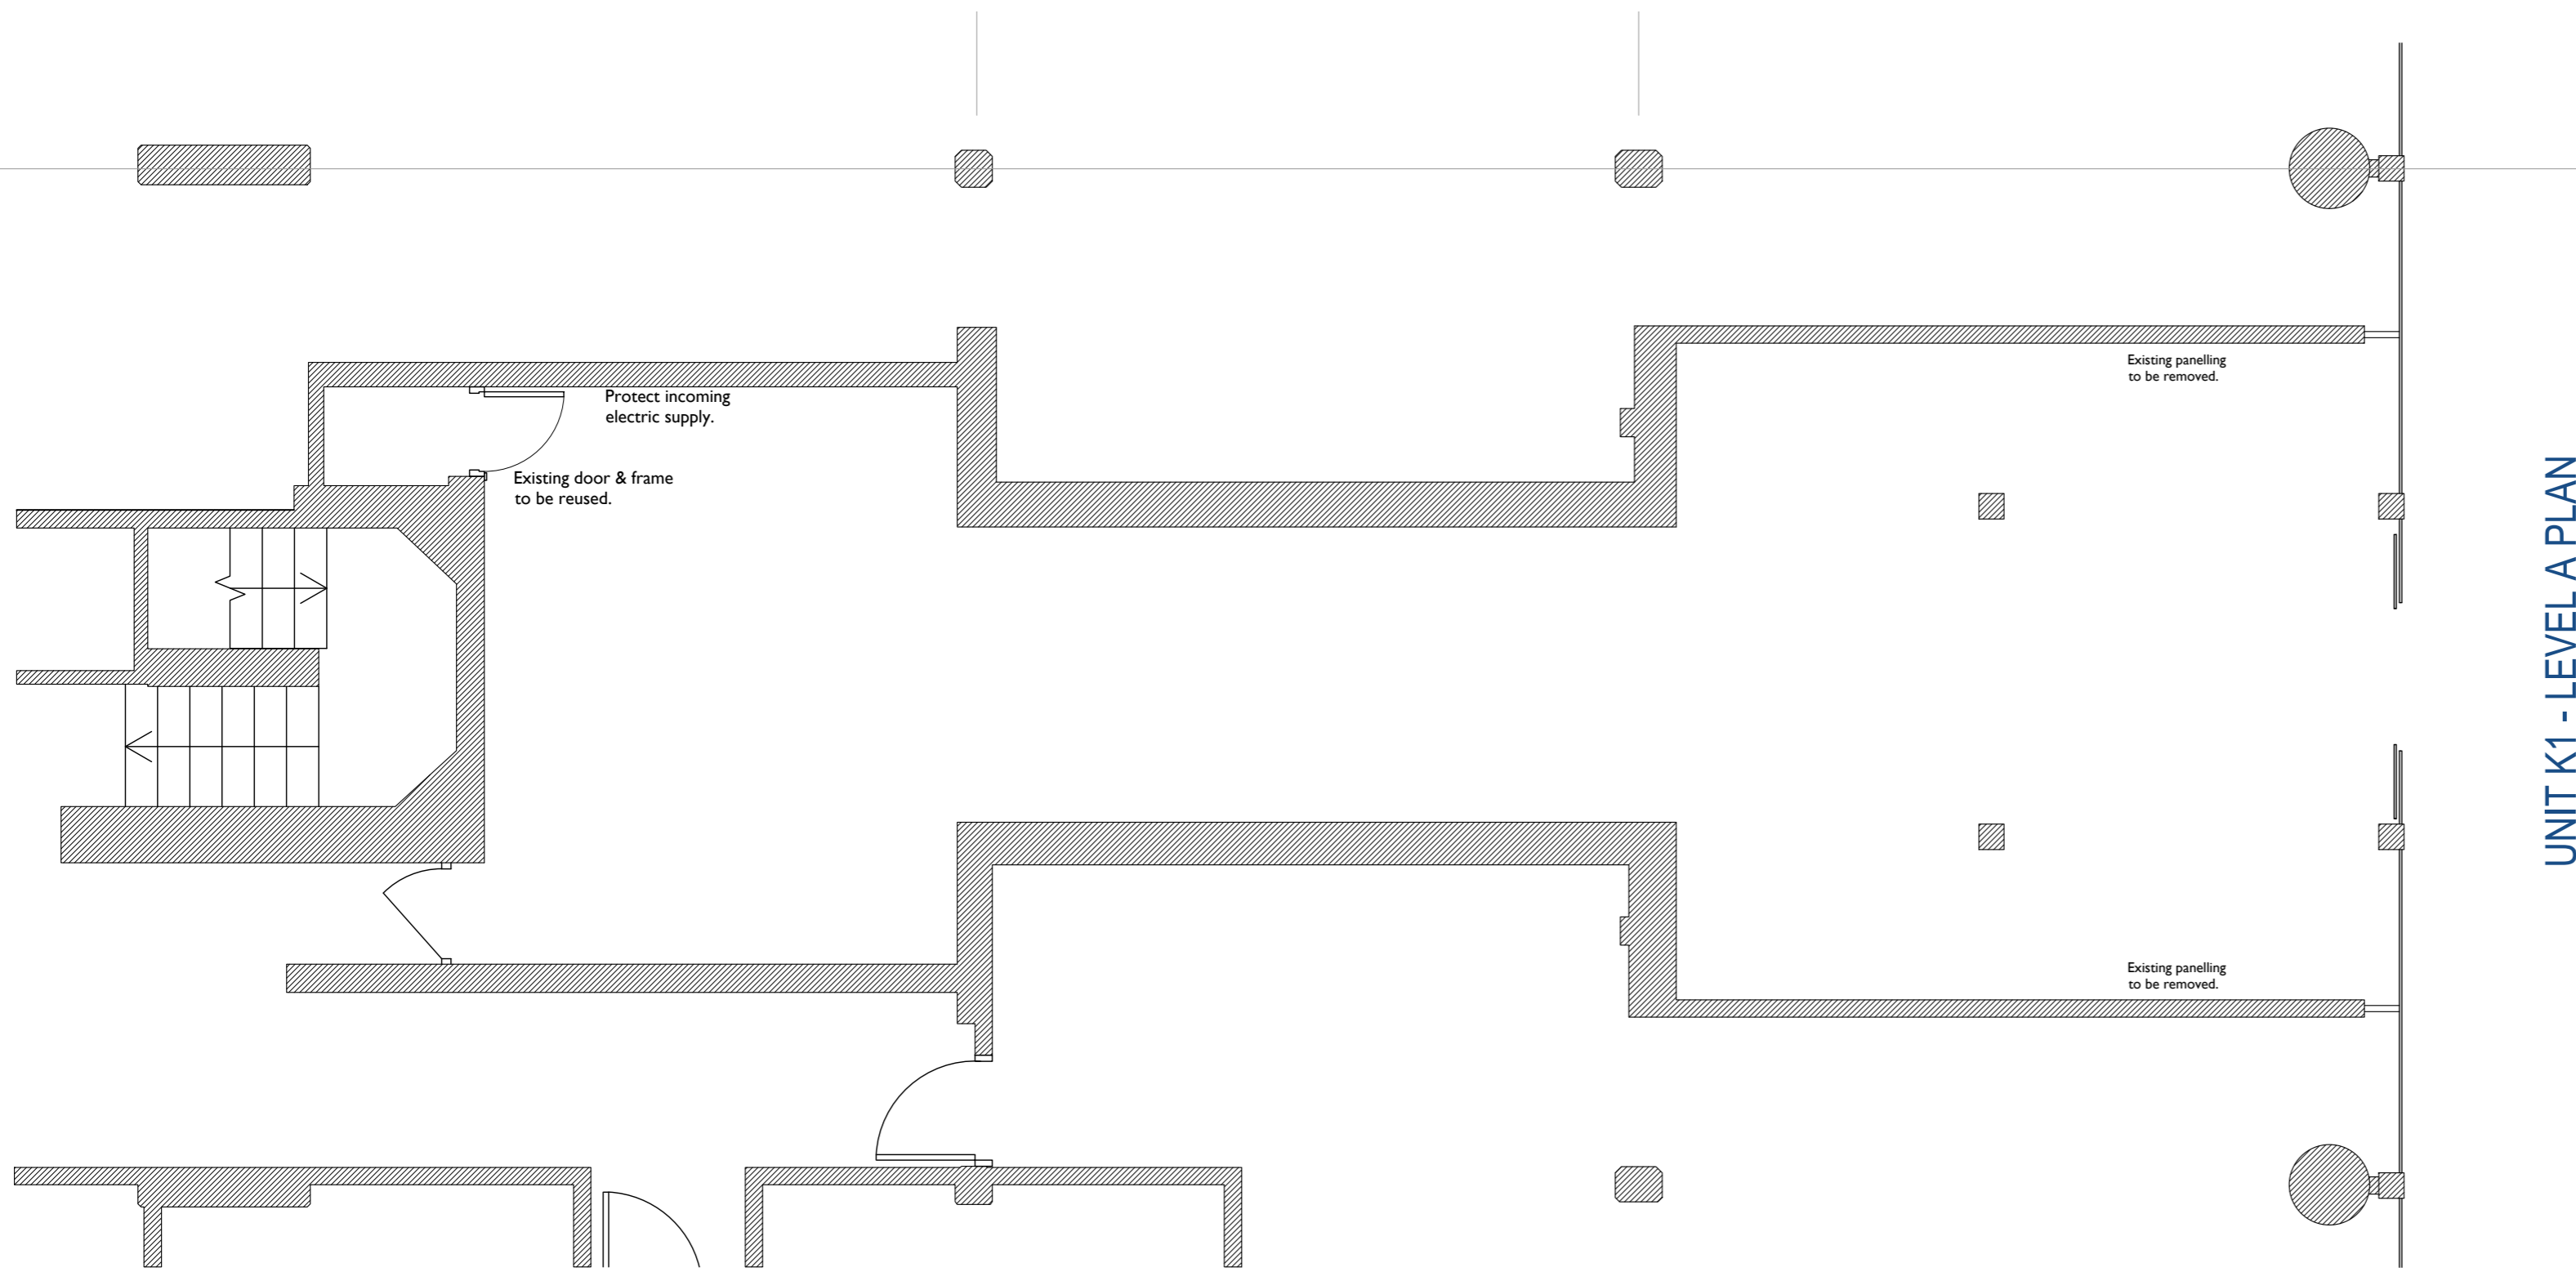 Existing panelling
to be removed.
Protect incoming
electric supply.
Existing door & frame
to be reused.
UNIT K1 - LEVEL A PLAN
Existing panelling
to be removed.